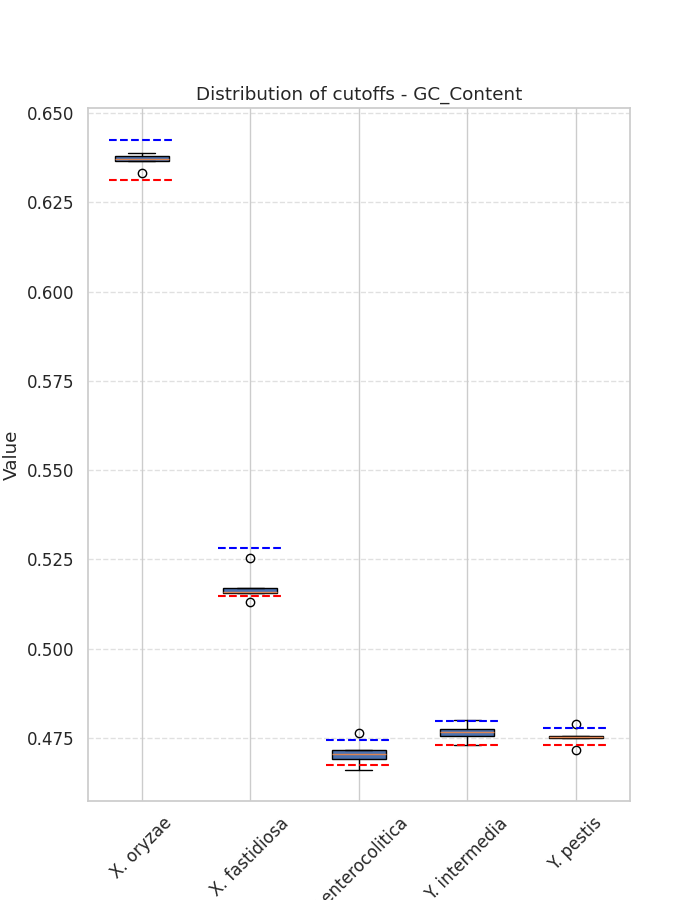 Distribution of cutoffs - GC_Content
Value
0.650
0.625
0.600
0.575
0.550
0.525
0.500
0.475
X. oryzae
X. fastidiosa
enterocolitica
Y. intermedia
Y. pestis